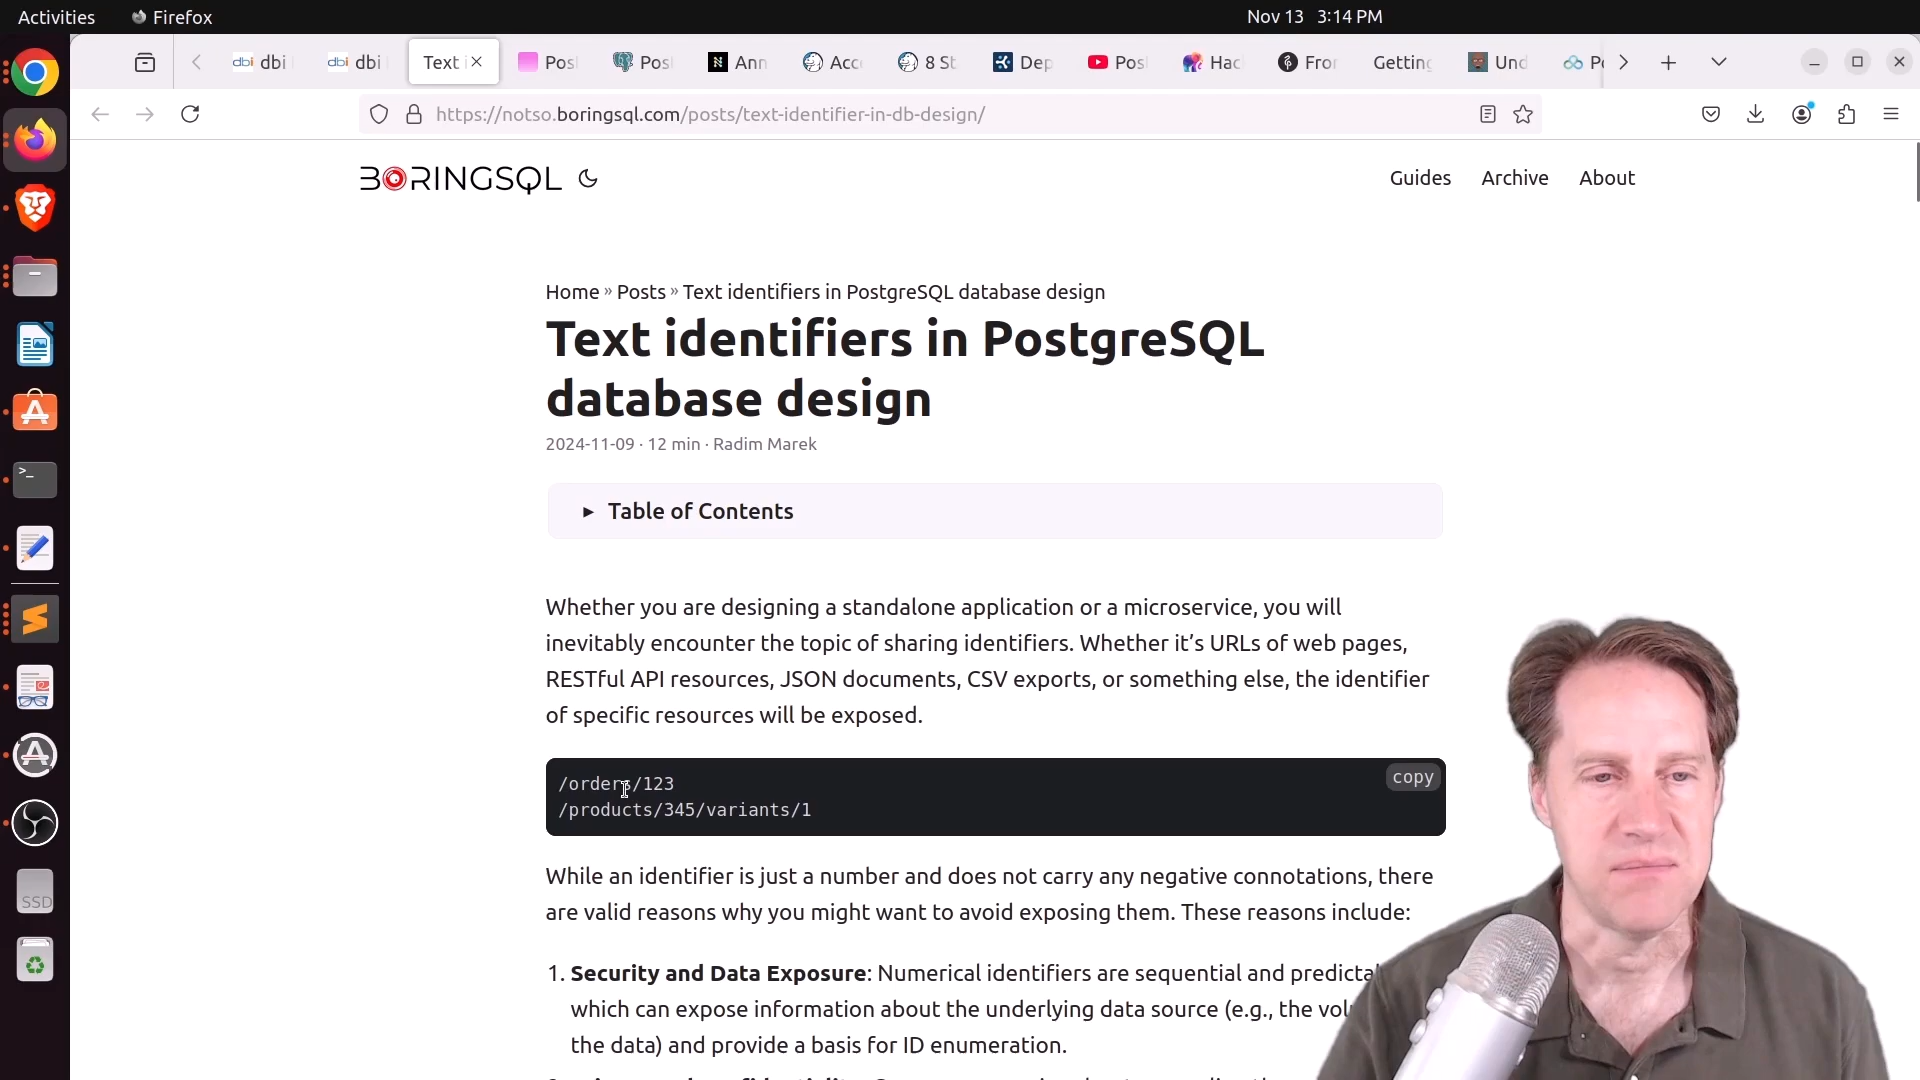 Activities Firefox Nov 13 3:14 PM
dbi dbi Text i Pos Pos Ann Acc 8 St Dep Pos Hac Fro Getting Und Po
https://notso.boringsql.com/posts/text-identifier-in-db-design/
BORINGSQL Guides Archive About
Home » Posts » Text identifiers in PostgreSQL database design
Text identifiers in PostgreSQL
database design
2024-11-09 · 12 min · Radim Marek
► Table of Contents
Whether you are designing a standalone application or a microservice, you will
inevitably encounter the topic of sharing identifiers. Whether it’s URLs of web pages,
RESTful API resources, JSON documents, CSV exports, or something else, the identifier
of specific resources will be exposed.
/orders/123 copy
/products/345/variants/1
While an identifier is just a number and does not carry any negative connotations, there
are valid reasons why you might want to avoid exposing them. These reasons include:
1. Security and Data Exposure: Numerical identifiers are sequential and predicta
which can expose information about the underlying data source (e.g., the vol
the data) and provide a basis for ID enumeration.
SSD